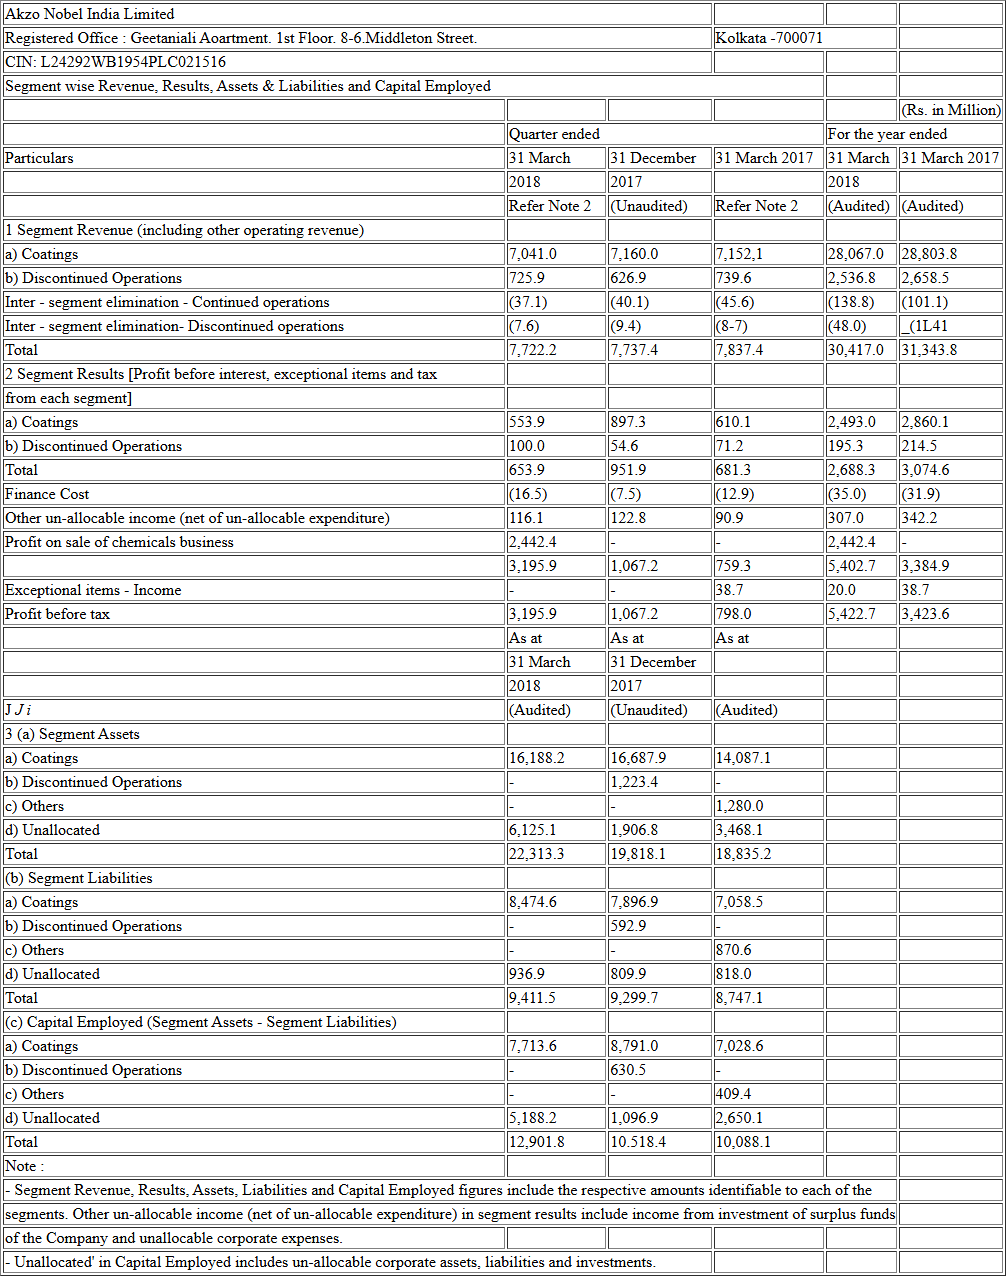 Akzo Nobel India Limited
Registered Office : Geetaniali Aoartment. 1st Floor. 8-6.Middleton Street. Kolkata -700071
CIN: L24292WB1954PLC021516
Segment wise Revenue, Results, Assets & Liabilities and Capital Employed
(Rs. in Million)
Quarter ended For the year ended
Particulars 31 March 31 December 31 March 2017 31 March 31 March 2017
2018 2017 2018
Refer Note 2 (Unaudited) Refer Note 2 (Audited) (Audited)
1 Segment Revenue (including other operating revenue)
a) Coatings 7,041.0 7,160.0 7,152,1 28,067.0 28,803.8
b) Discontinued Operations 725.9 626.9 739.6 2,536.8 2,658.5
Inter - segment elimination - Continued operations (37.1) (40.1) (45.6) (138.8) (101.1)
Inter - segment elimination- Discontinued operations (7.6) (9.4) (8-7) (48.0) _(1L41
Total 7,722.2 7,737.4 7,837.4 30,417.0 31,343.8
2 Segment Results [Profit before interest, exceptional items and tax
from each segment]
a) Coatings 553.9 897.3 610.1 2,493.0 2,860.1
b) Discontinued Operations 100.0 54.6 71.2 195.3 214.5
Total 653.9 951.9 681.3 2,688.3 3,074.6
Finance Cost (16.5) (7.5) (12.9) (35.0) (31.9)
Other un-allocable income (net of un-allocable expenditure) 116.1 122.8 90.9 307.0 342.2
Profit on sale of chemicals business 2,442.4 - - 2,442.4 -
3,195.9 1,067.2 759.3 5,402.7 3,384.9
Exceptional items - Income - - 38.7 20.0 38.7
Profit before tax 3,195.9 1,067.2 798.0 5,422.7 3,423.6
As at As at As at
31 March 31 December
2018 2017
J J i (Audited) (Unaudited) (Audited)
3 (a) Segment Assets
a) Coatings 16,188.2 16,687.9 14,087.1
b) Discontinued Operations - 1,223.4 -
c) Others - - 1,280.0
d) Unallocated 6,125.1 1,906.8 3,468.1
Total 22,313.3 19,818.1 18,835.2
(b) Segment Liabilities
a) Coatings 8,474.6 7,896.9 7,058.5
b) Discontinued Operations - 592.9 -
c) Others - - 870.6
d) Unallocated 936.9 809.9 818.0
Total 9,411.5 9,299.7 8,747.1
(c) Capital Employed (Segment Assets - Segment Liabilities)
a) Coatings 7,713.6 8,791.0 7,028.6
b) Discontinued Operations - 630.5 -
c) Others - - 409.4
d) Unallocated 5,188.2 1,096.9 2,650.1
Total 12,901.8 10.518.4 10,088.1
Note :
- Segment Revenue, Results, Assets, Liabilities and Capital Employed figures include the respective amounts identifiable to each of the
segments. Other un-allocable income (net of un-allocable expenditure) in segment results include income from investment of surplus funds
of the Company and unallocable corporate expenses.
- Unallocated' in Capital Employed includes un-allocable corporate assets, liabilities and investments.